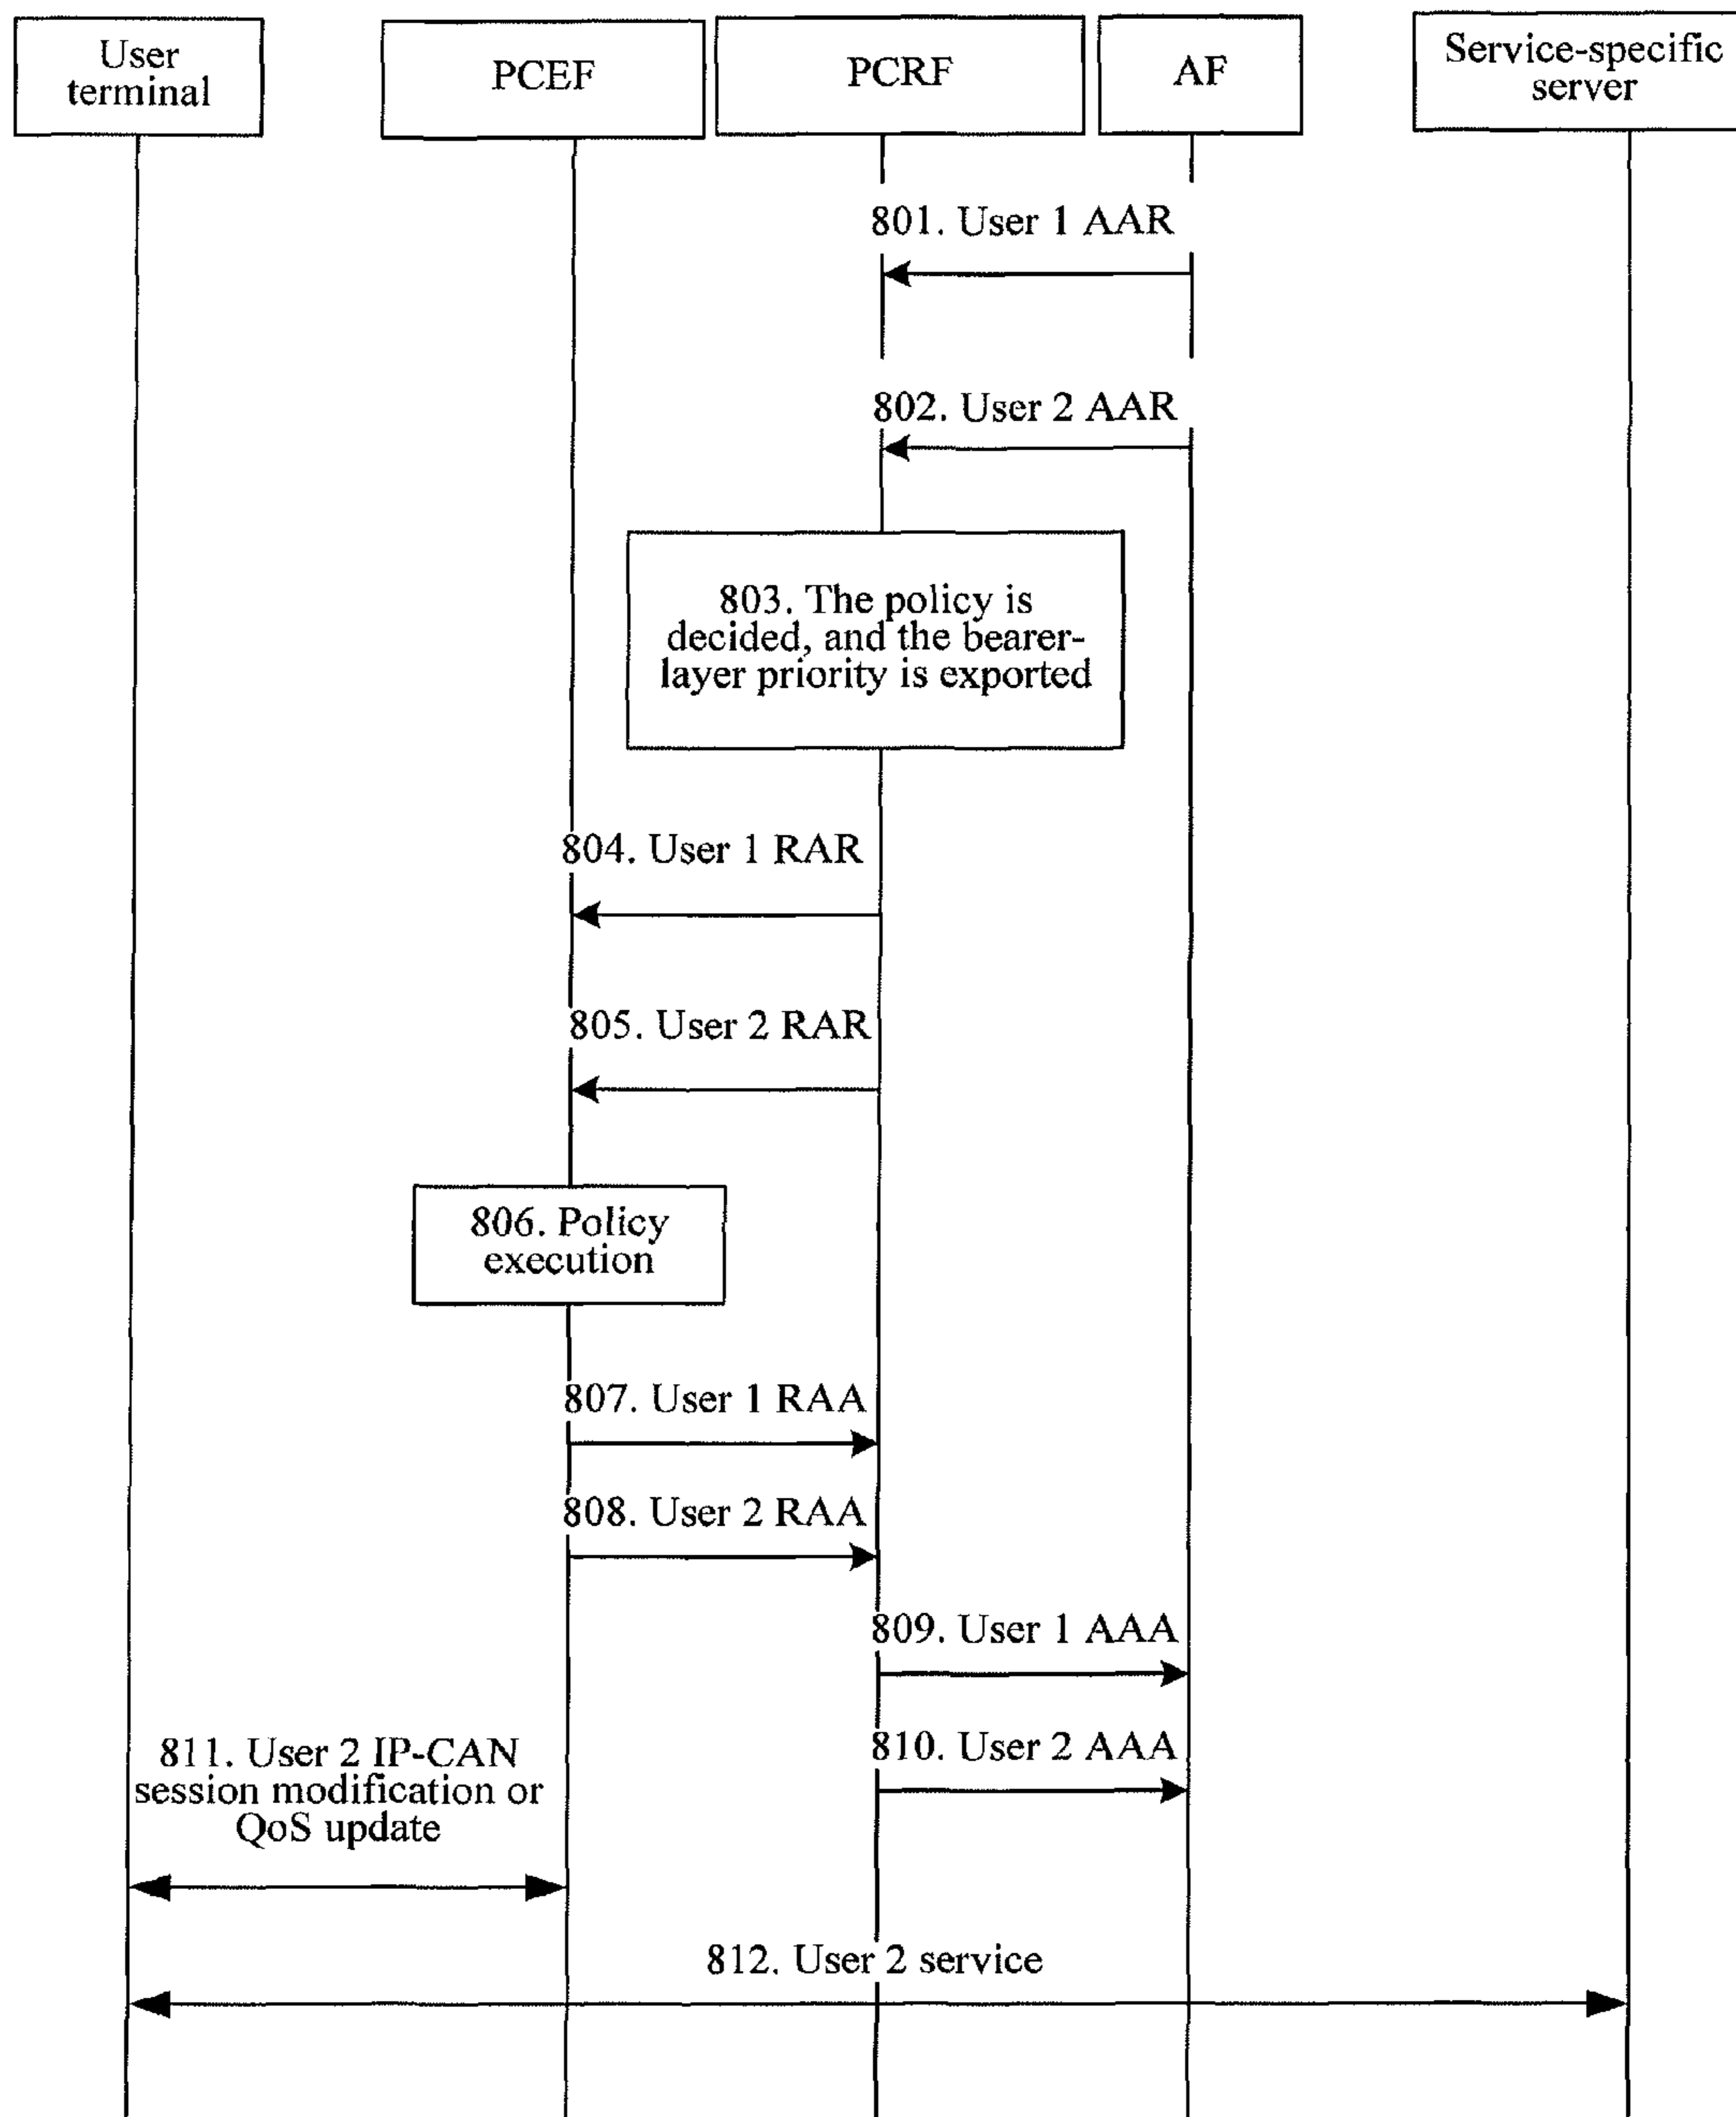 User
terminal
PCEF
PCRF
AF
Service-specific
server
801. User 1 AAR
802. User 2 AAR
803. The policy is
decided, and the bearer-
layer priority is exported
804. User 1 RAR
805. User 2 RAR
806. Policy
execution
807. User 1 RAA
808. User 2 RAA
809. User 1 AAA
810. User 2 AAA
811. User 2 IP-CAN
session modification or
QoS update
812. User 2 service